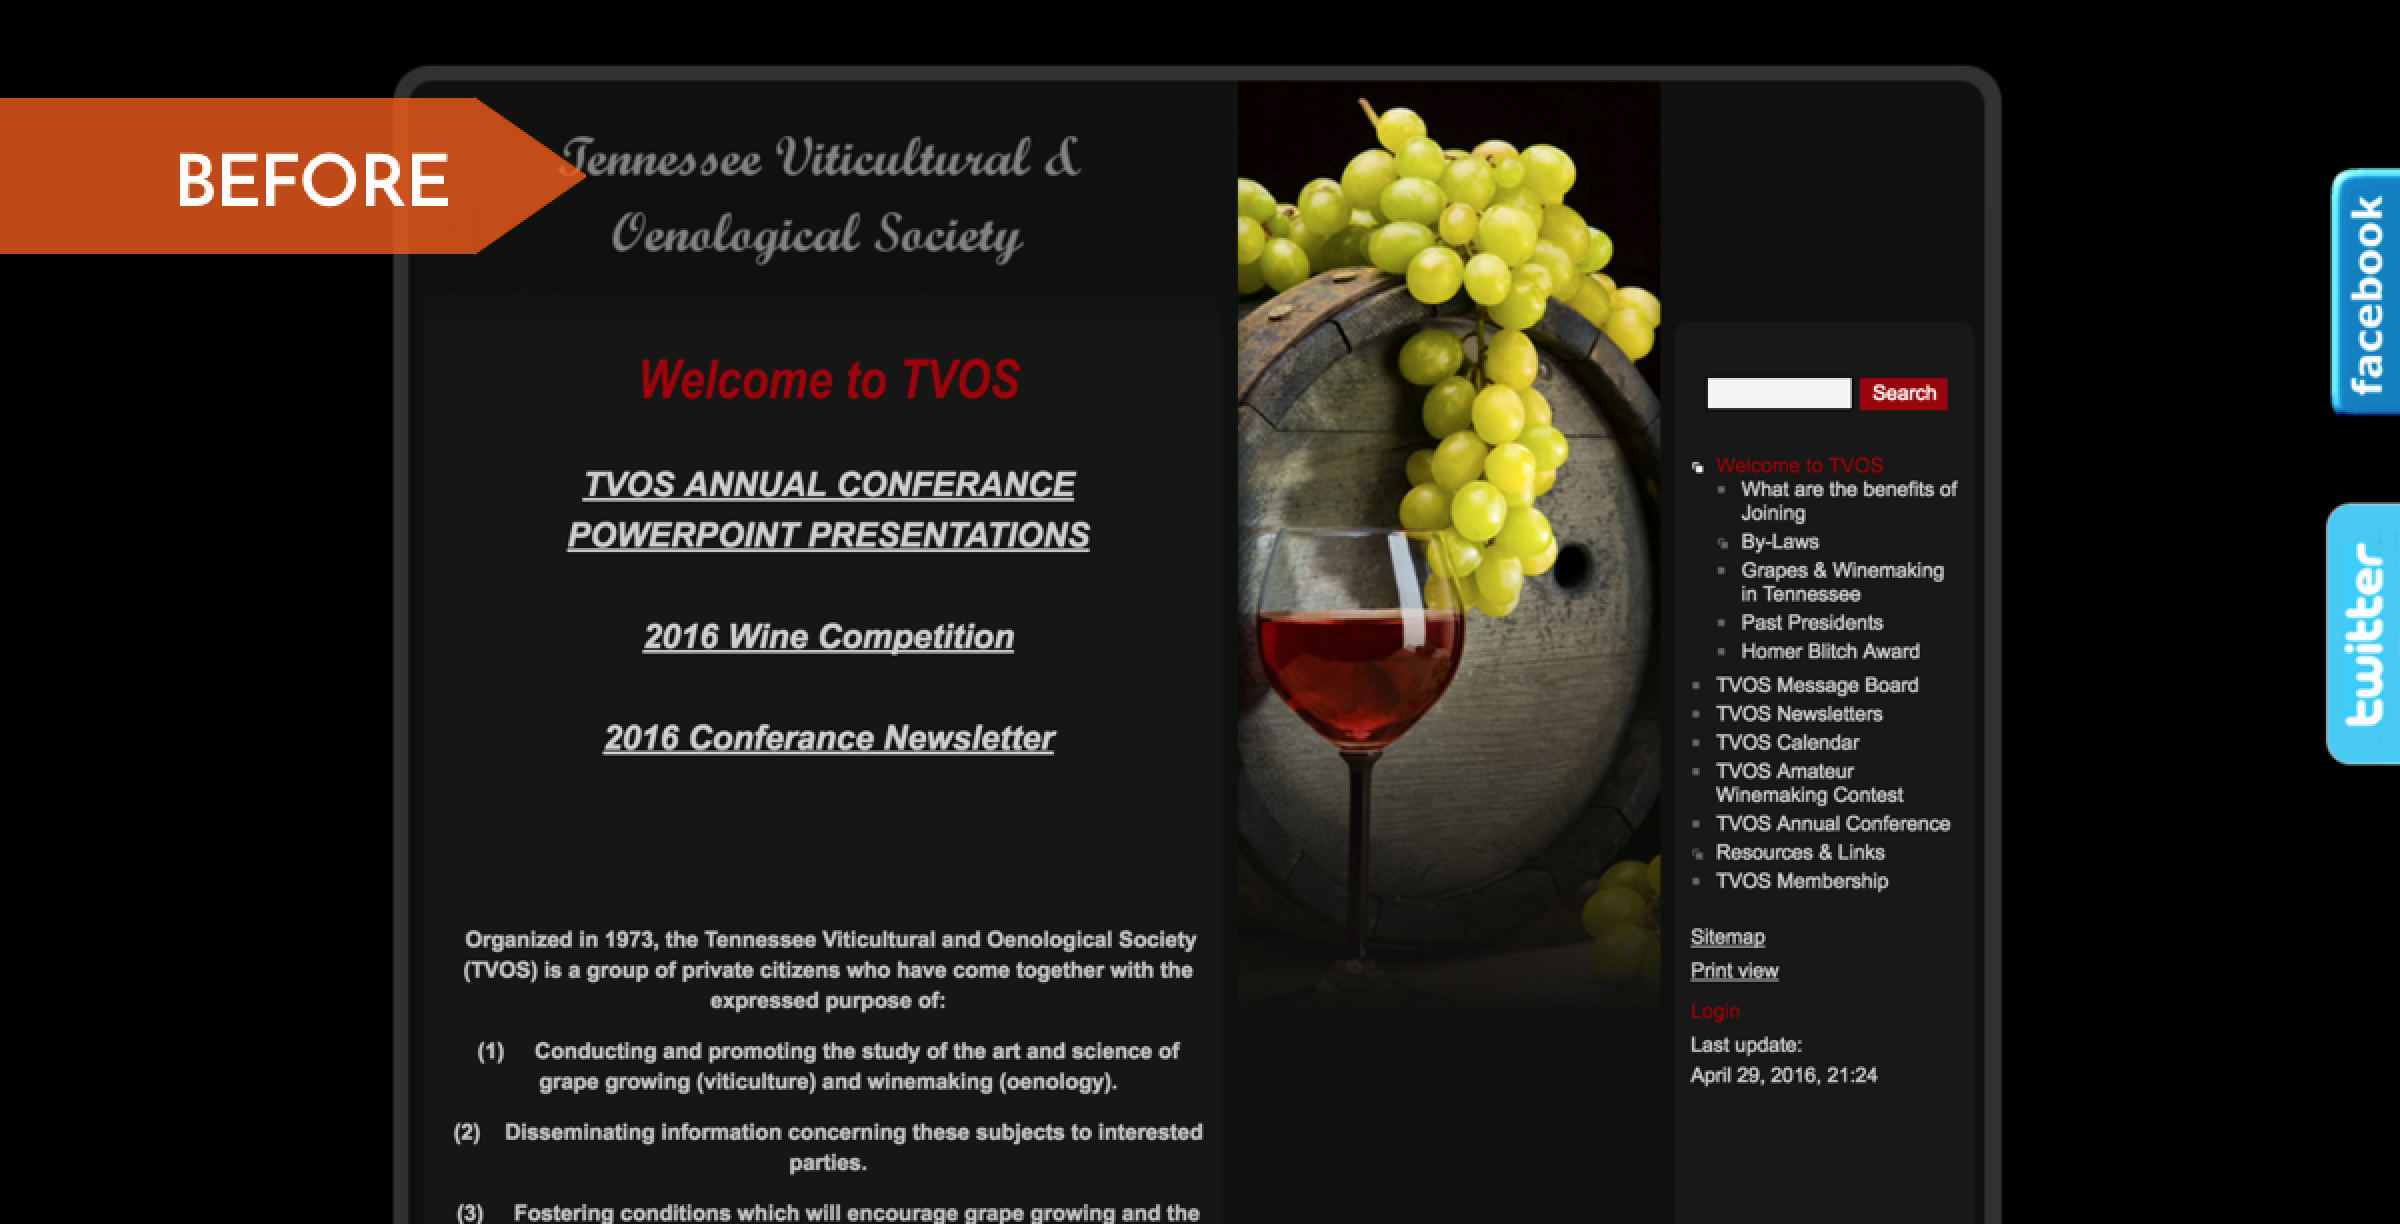 BEFORE
Tennessee Viticultural &
Oenological Society
Welcome to TVOS
TVOS ANNUAL CONFERANCE
POWERPOINT PRESENTATIONS
2016 Wine Competition
2016 Conferance Newsletter
Organized in 1973, the Tennessee Viticultural and Oenological Society
(TVOS) is a group of private citizens who have come together with the
expressed purpose of:
(1) Conducting and promoting the study of the art and science of
grape growing (viticulture) and winemaking (oenology).
(2) Disseminating information concerning these subjects to interested
parties.
(3) Fostering conditions which will encourage grape growing and the
Search
Welcome to TVOS
What are the benefits of
Joining
By-Laws
Grapes & Winemaking
in Tennessee
Past Presidents
Homer Blitch Award
TVOS Message Board
TVOS Newsletters
TVOS Calendar
TVOS Amateur
Winemaking Contest
TVOS Annual Conference
Resources & Links
TVOS Membership
Sitemap
Print view
Login
Last update:
April 29, 2016, 21:24
facebook
twitter